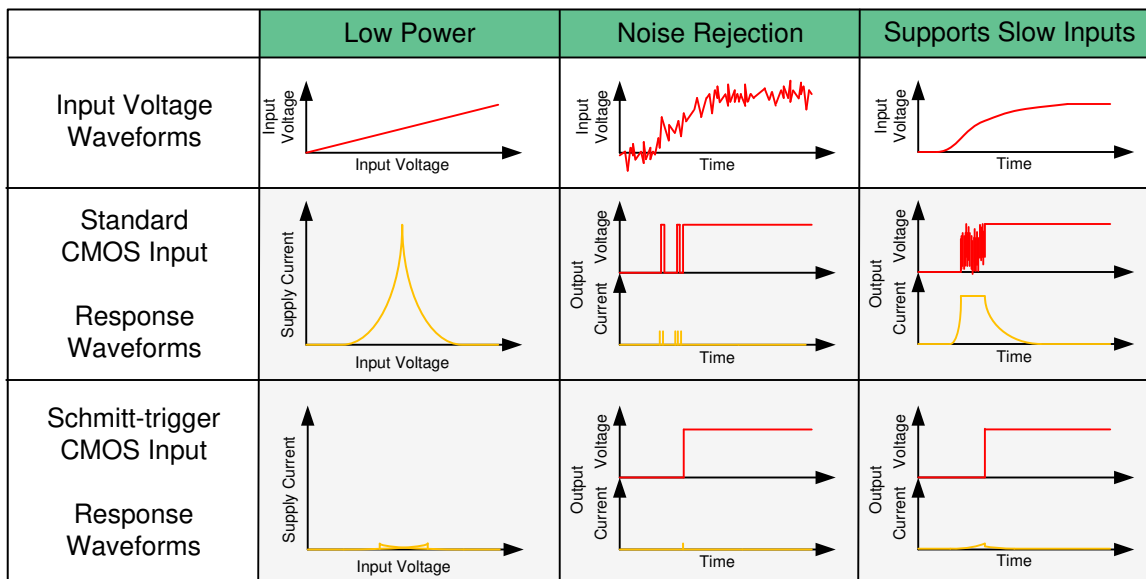 Low Power
Noise Rejection
Supports Slow Inputs
Input Voltage
Waveforms
Input
Voltage
Input Voltage
Input
Voltage
Time
Input
Voltage
Time
Standard
CMOS Input
Response
Waveforms
Supply Current
Input Voltage
Output
Voltage
Current
Time
Output
Voltage
Current
Time
Schmitt-trigger
CMOS Input
Response
Waveforms
Supply Current
Input Voltage
Output
Voltage
Current
Time
Output
Voltage
Current
Time